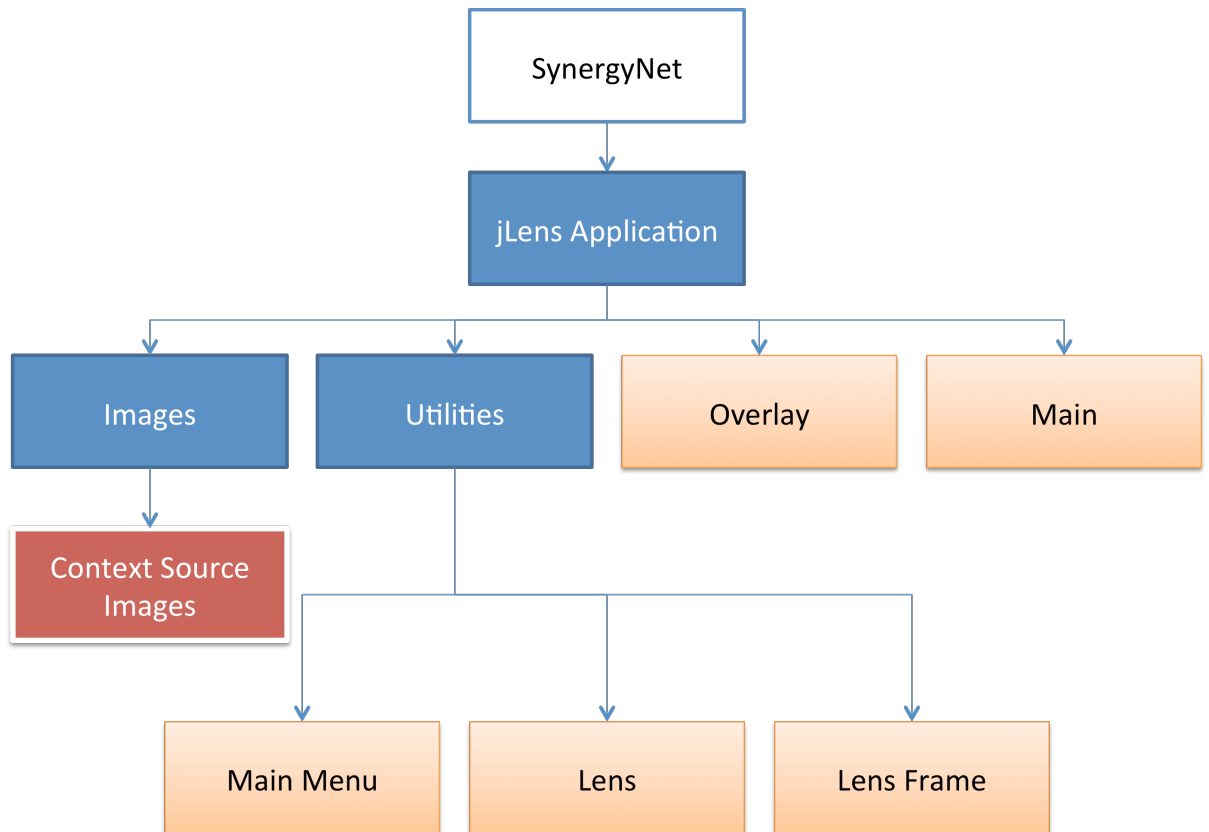 SynergyNet
jLens Application
Images
Utilities
Overlay
Main
Context Source
Images
Main Menu
Lens
Lens Frame